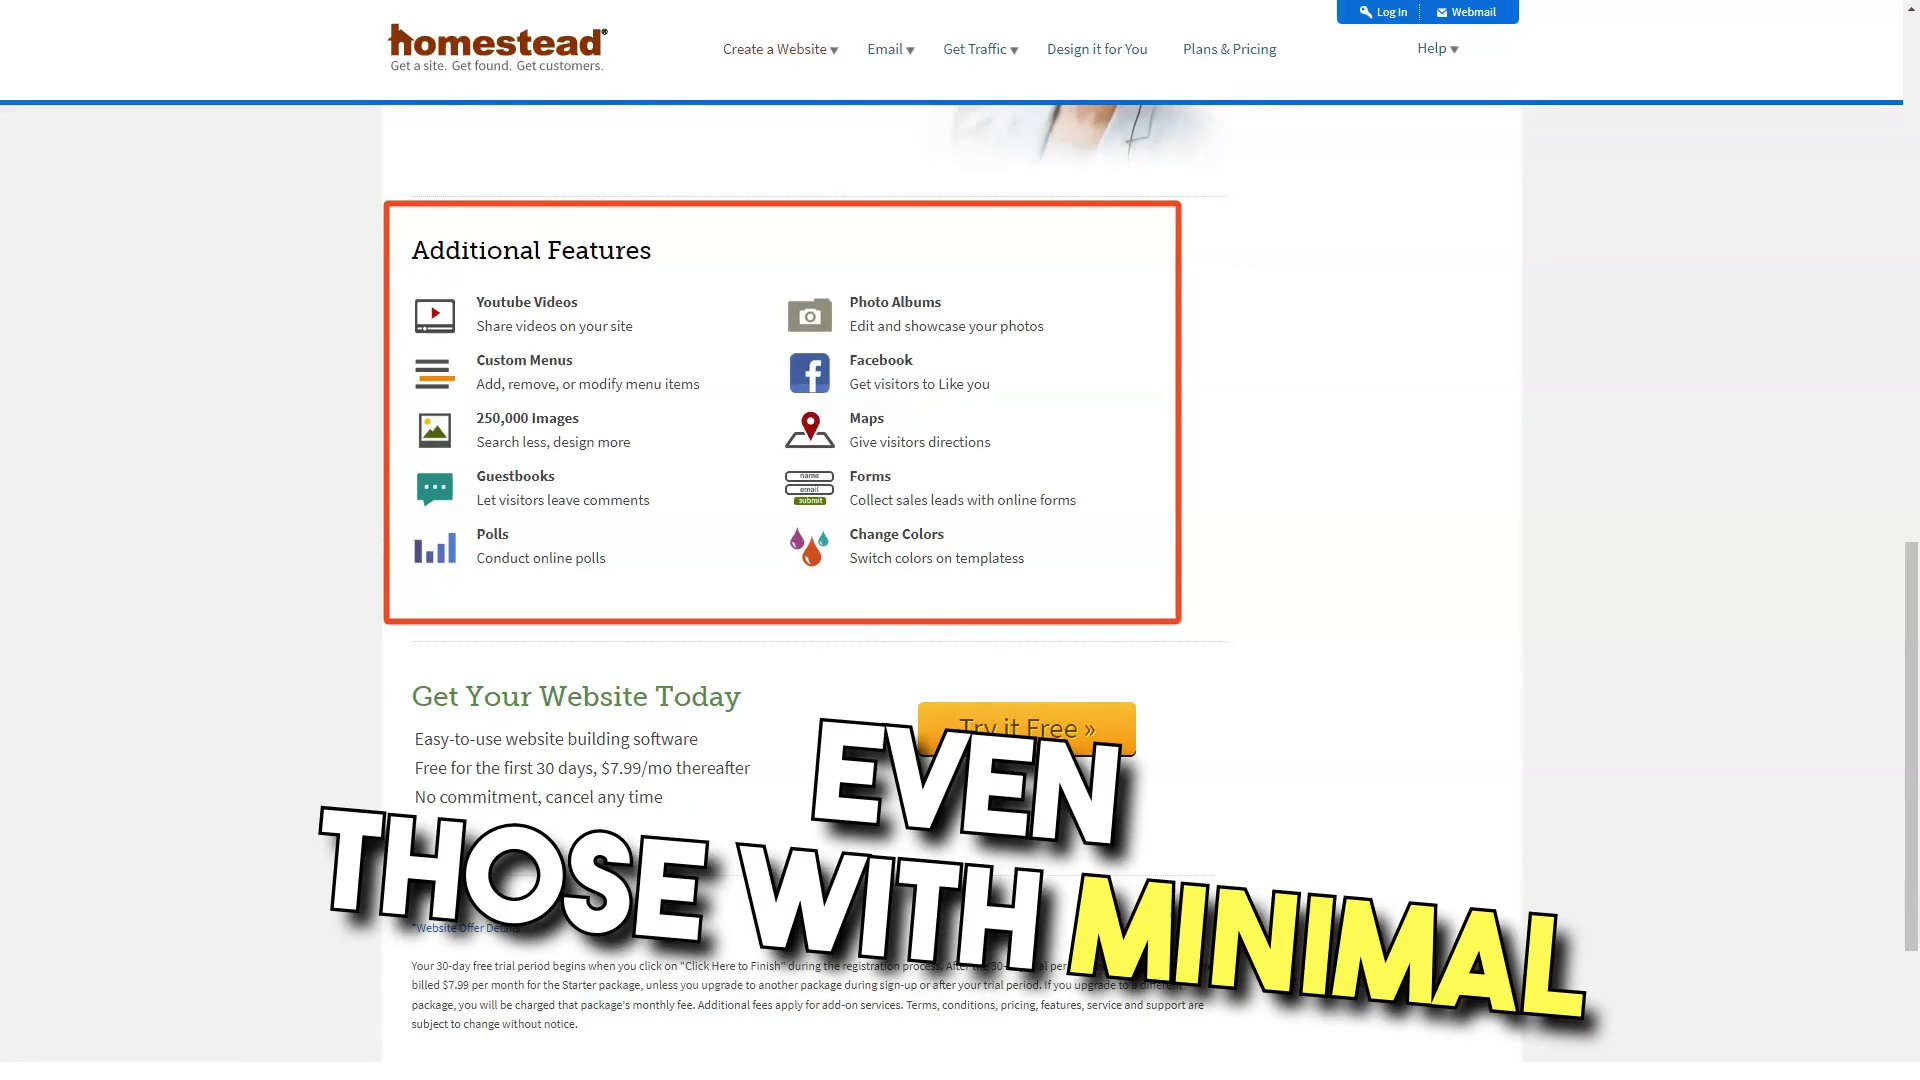 Log In
Webmail
homestead®
Get a site. Get found. Get customers.
Create a Website
Email
Get Traffic
Design it for You
Plans & Pricing
Help
Additional Features
Youtube Videos
Share videos on your site
Photo Albums
Edit and showcase your photos
Custom Menus
Add, remove, or modify menu items
Facebook
Get visitors to Like you
250,000 Images
Search less, design more
Maps
Give visitors directions
Guestbooks
Let visitors leave comments
name
email
submit
Forms
Collect sales leads with online forms
Polls
Conduct online polls
Change Colors
Switch colors on templatess
Get Your Website Today
Try it Free »
Easy-to-use website building software
Free for the first 30 days, $7.99/mo thereafter
No commitment, cancel any time
EVEN
THOSE WITH MINIMAL
*Website Offer Details
Your 30-day free trial period begins when you click on "Click Here to Finish" during the registration process.
billed $7.99 per month for the Starter package, unless you upgrade to another package during sign-up or after your trial period. If you upgrade to a different
package, you will be charged that package's monthly fee. Additional fees apply for add-on services. Terms, conditions, pricing, features, service and support are
subject to change without notice.